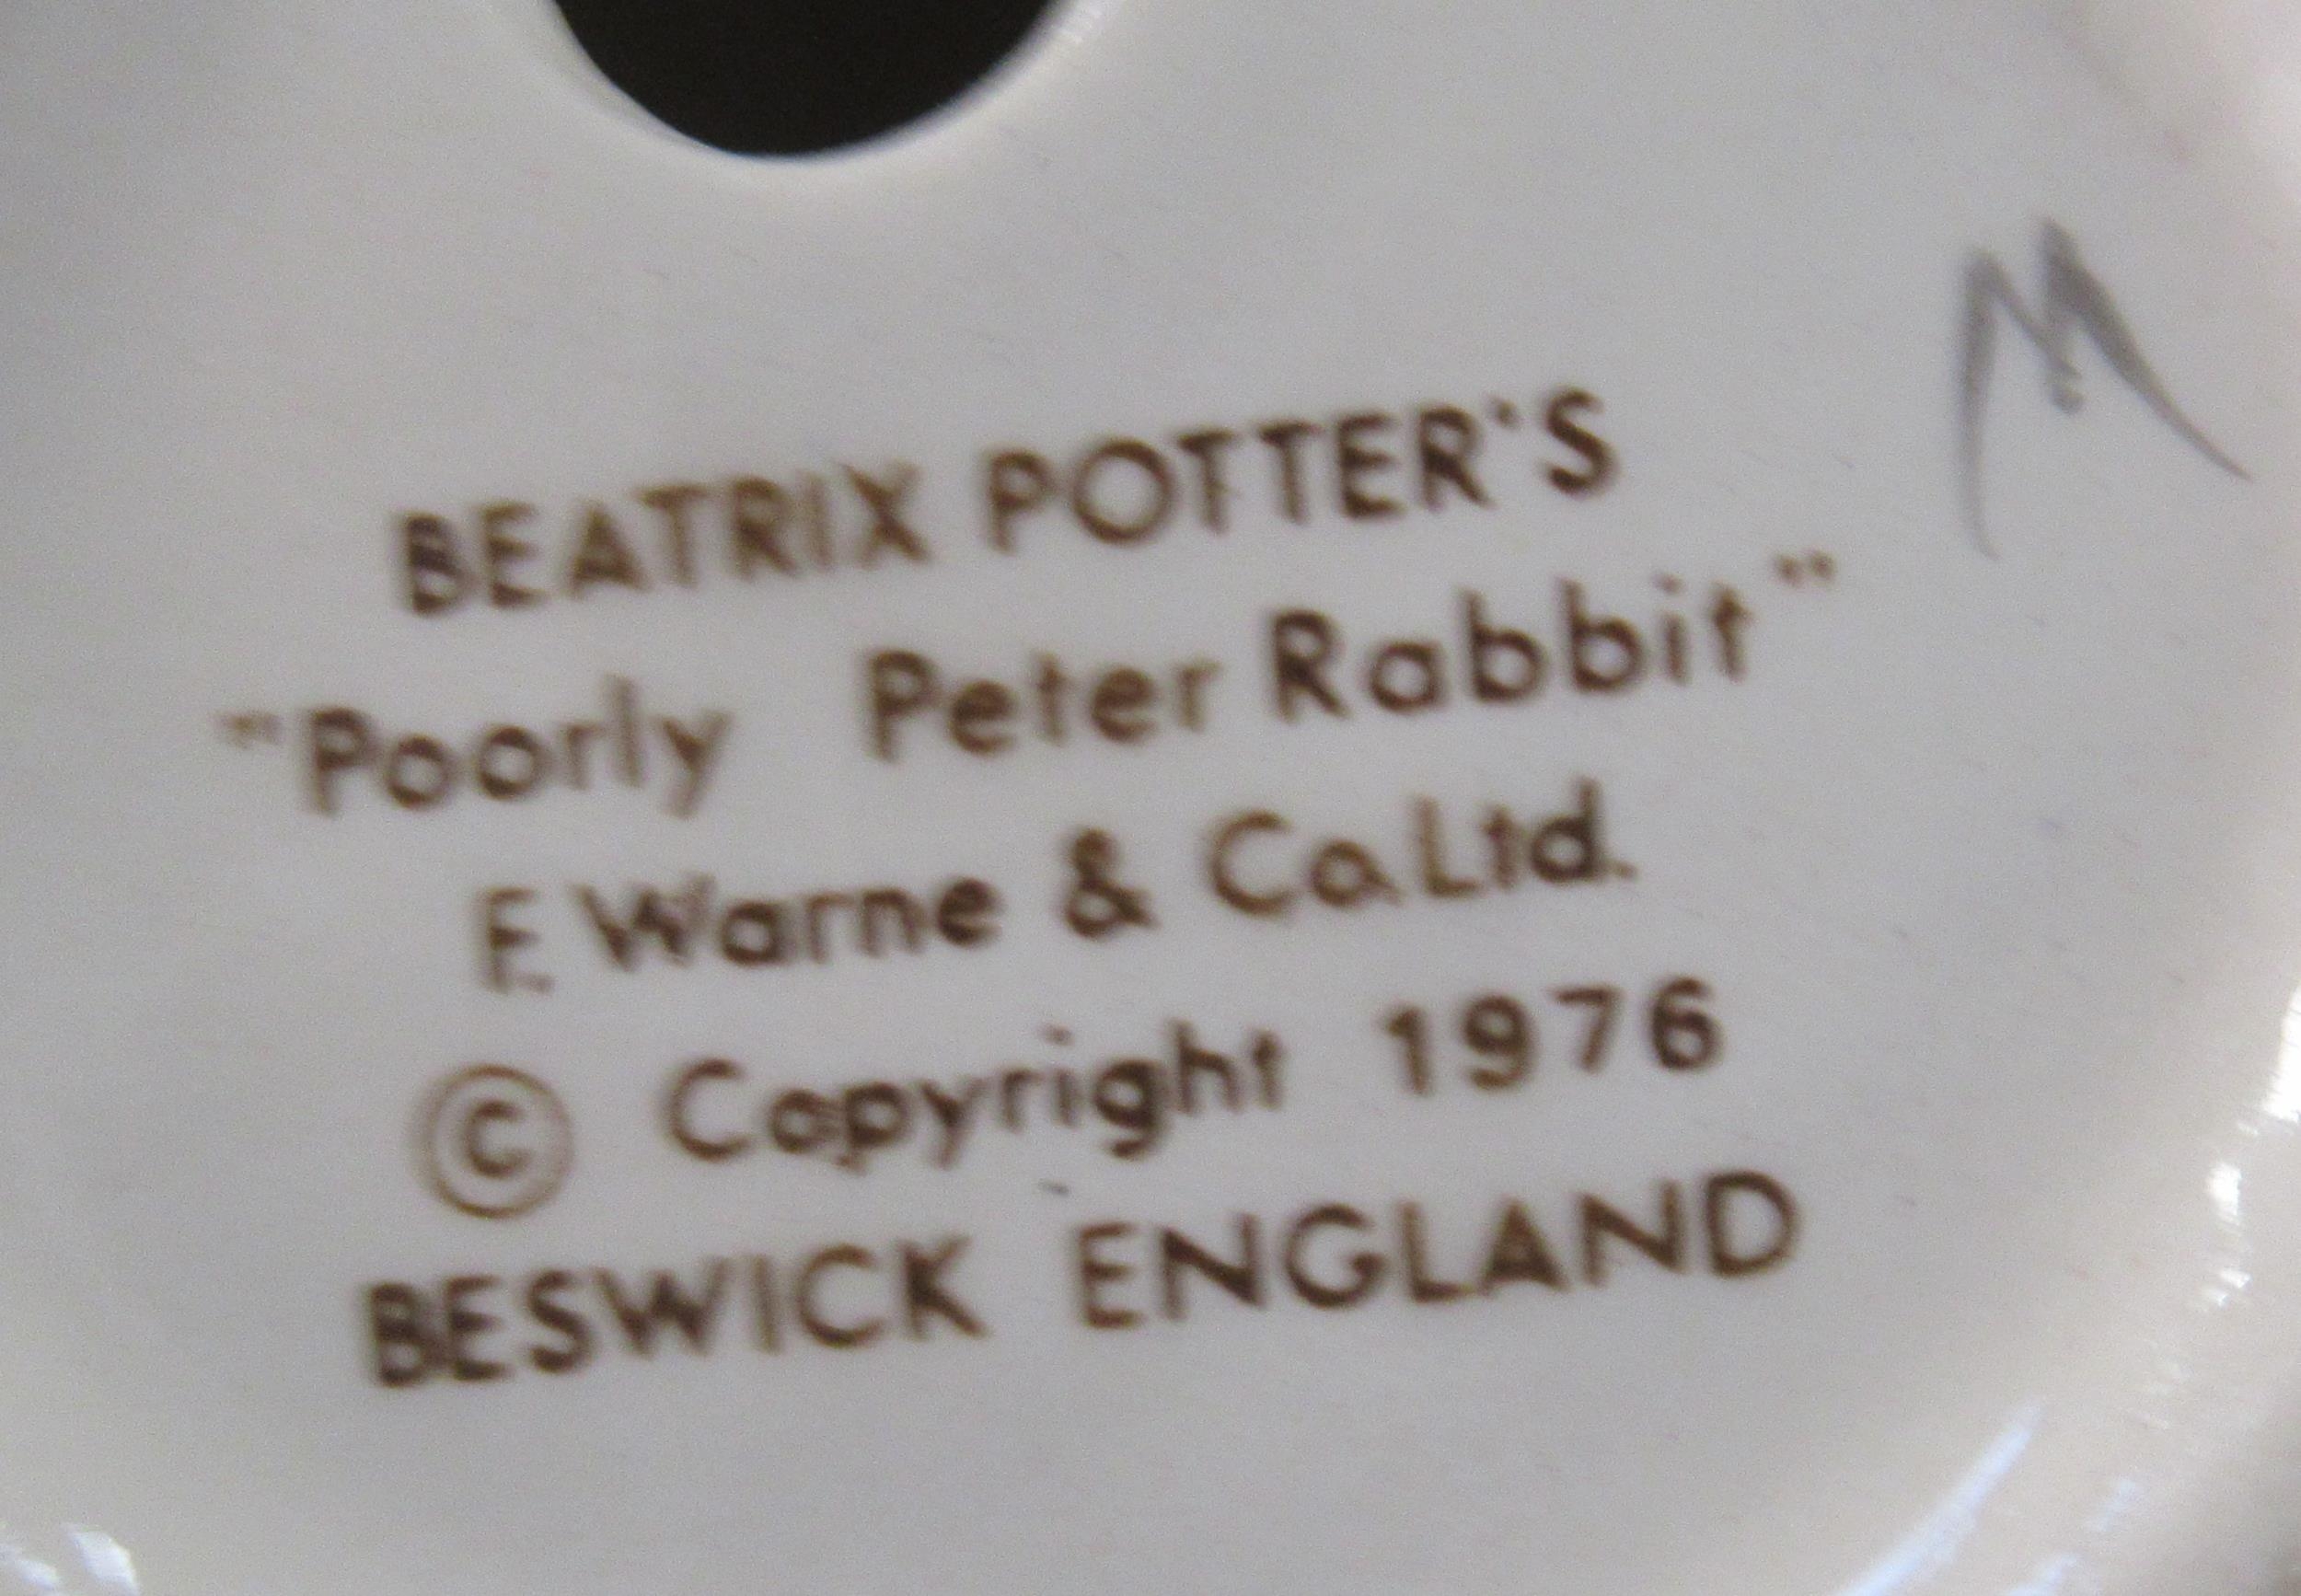 M
BEATRIX POTTER'S
"Poorly Peter Rabbit"
F. Warne & Co.Ltd.
© Copyright 1976
BESWICK ENGLAND